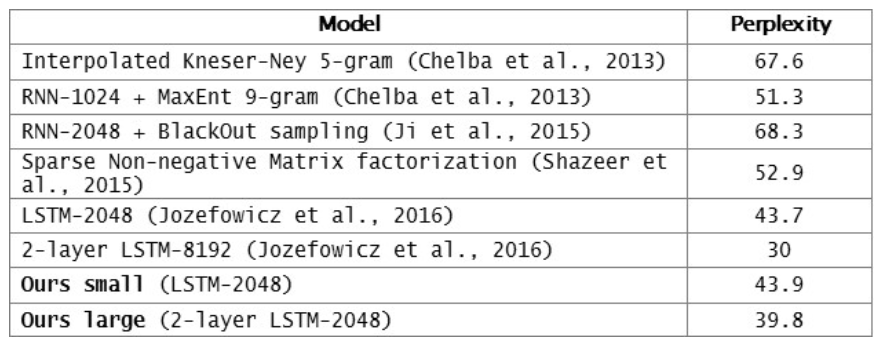 Model Perplexity
Interpolated Kneser-Ney 5-gram (Chelba et al., 2013) 67.6
RNN-1024 + MaxEnt 9-gram (Chelba et al., 2013) 51.3
RNN-2048 + BlackOut sampling (Ji et al., 2015) 68.3
Sparse Non-negative Matrix factorization (Shazeer et
al., 2015) 52.9
LSTM-2048 (Jozefowicz et al., 2016) 43.7
2-layer LSTM-8192 (Jozefowicz et al., 2016) 30
Ours small (LSTM-2048) 43.9
Ours large (2-layer LSTM-2048) 39.8